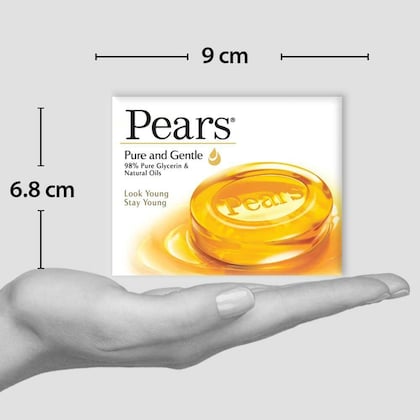 9 cm
6.8 cm
Pears®
Pure and Gentle
98% Pure Glycerin &
Natural Oils
Look Young
Stay Young
Pears